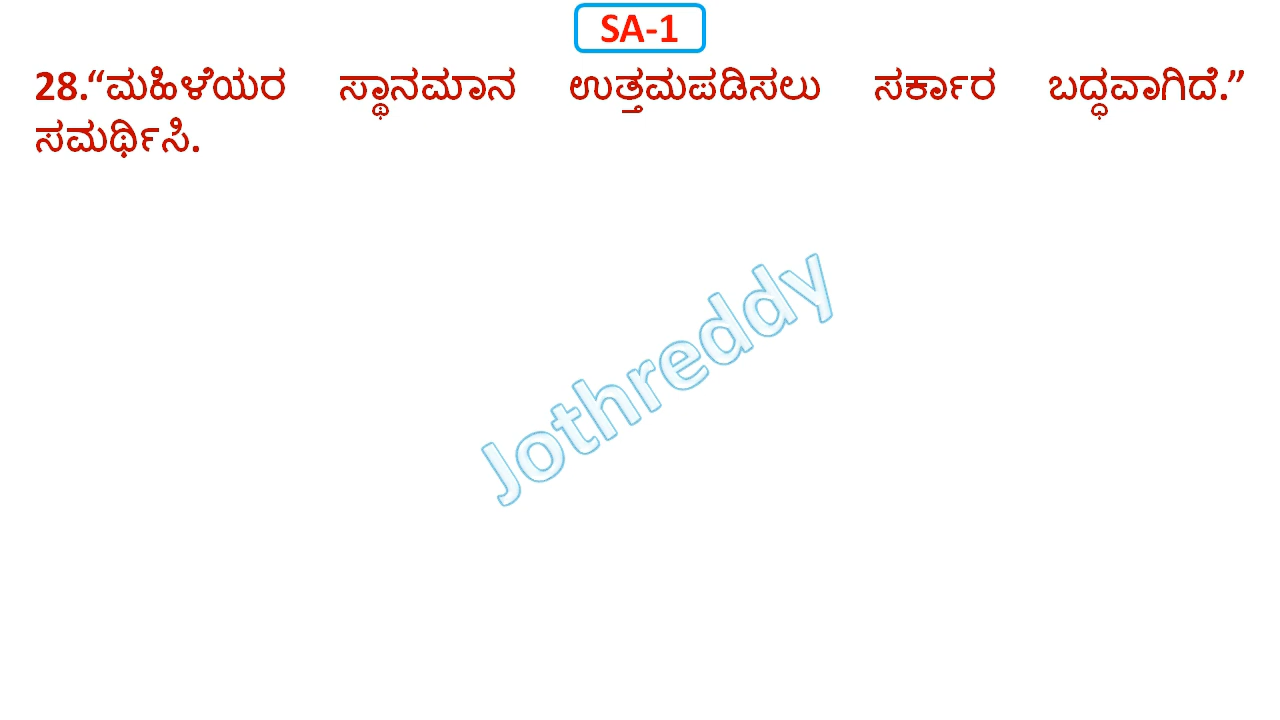 SA-1
28.“ಮಹಿಳೆಯರ ಸ್ಥಾನಮಾನ ಉತ್ತಮಪಡಿಸಲು ಸರ್ಕಾರ ಬದ್ಧವಾಗಿದೆ.”
ಸಮರ್ಥಿಸಿ.
Jothreddy